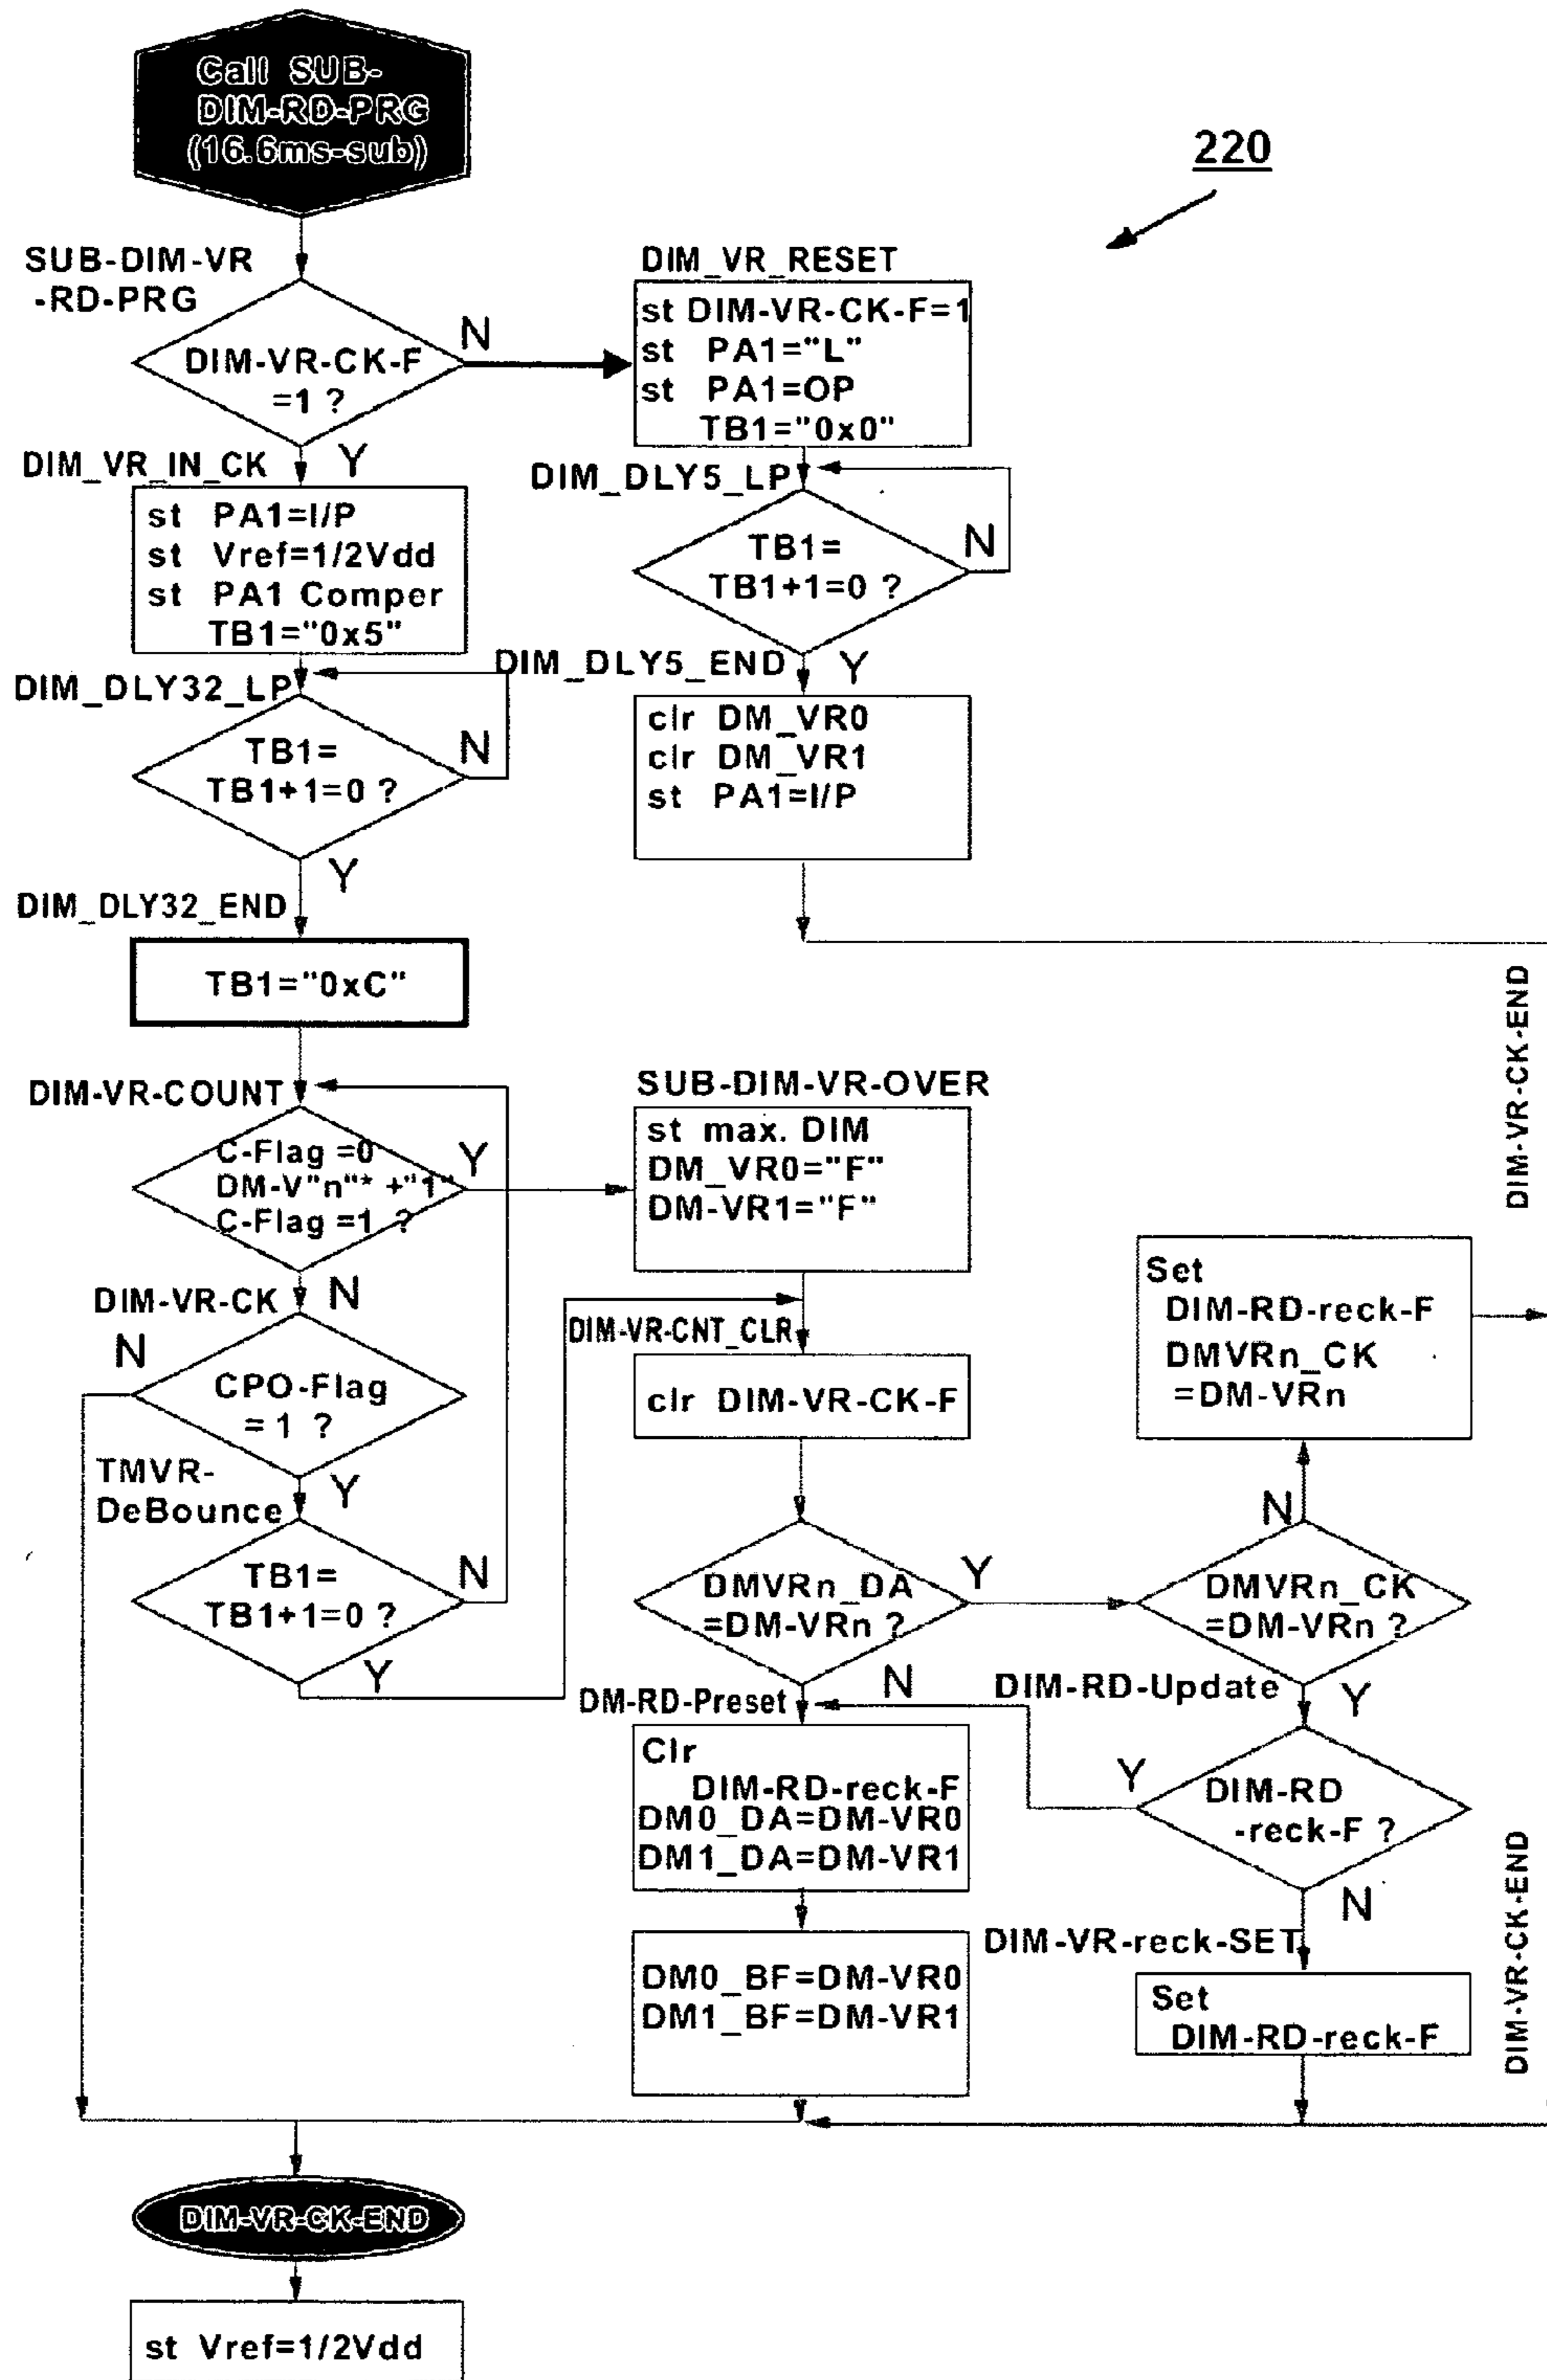 Call SUB-
DIM-RD-PRG
(16.6ms-sub)
220
SUB-DIM-VR
-RD-PRG
DIM-VR-CK-F
=1 ?
N
Y
DIM_VR_RESET
st DIM-VR-CK-F=1
st PA1="L"
st PA1=OP
TB1="0x0"
DIM_VR_IN_CK
st PA1=I/P
st Vref=1/2Vdd
st PA1 Comper
TB1="0x5"
DIM_DLY5_LP
TB1=
TB1+1=0 ?
N
DIM_DLY5_END
Y
clr DM_VR0
clr DM_VR1
st PA1=I/P
DIM_DLY32_LP
TB1=
TB1+1=0 ?
N
Y
DIM_DLY32_END
TB1="0xC"
DIM-VR-CK-END
DIM-VR-COUNT
C-Flag =0
DM-V"n"* +"1"
C-Flag =1 ?
Y
N
SUB-DIM-VR-OVER
st max. DIM
DM_VR0="F"
DM-VR1="F"
DIM-VR-CK
N
CPO-Flag
=1 ?
Y
DIM-VR-CNT_CLR
clr DIM-VR-CK-F
Set
DIM-RD-reck-F
DMVRn_CK
=DM-VRn
TMVR-
DeBounce
TB1=
TB1+1=0 ?
N
Y
DMVRn_DA
=DM-VRn ?
Y
N
DMVRn_CK
=DM-VRn ?
N
Y
DM-RD-Preset
Clr
DIM-RD-reck-F
DM0_DA=DM-VR0
DM1_DA=DM-VR1
DIM-RD-Update
DIM-RD
-reck-F ?
Y
N
DM0_BF=DM-VR0
DM1_BF=DM-VR1
DIM-VR-reck-SET
Set
DIM-RD-reck-F
DIM-VR-CK-END
DIM-VR-CK-END
st Vref=1/2Vdd